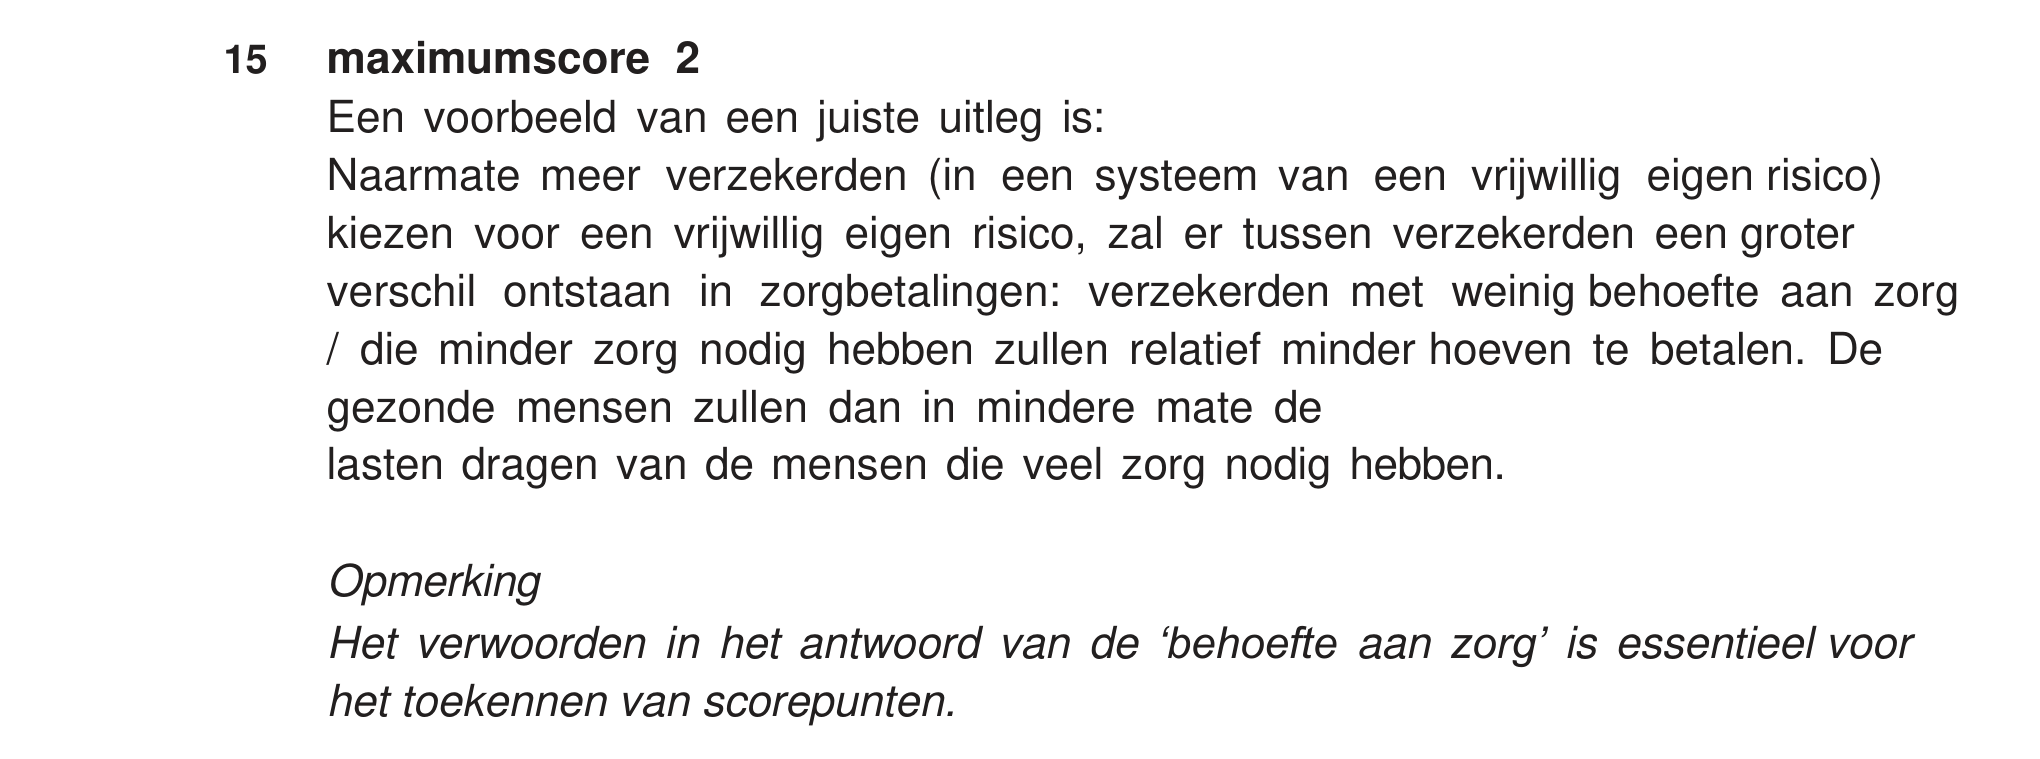 15 maximumscore 2
Een voorbeeld van een juiste uitleg is:
Naarmate meer verzekerden (in een systeem van een vrijwillig eigen risico)
kiezen voor een vrijwillig eigen risico, zal er tussen verzekerden een groter
verschil ontstaan in zorgbetalingen: verzekerden met weinig behoefte aan zorg
/ die minder zorg nodig hebben zullen relatief minder hoeven te betalen. De
gezonde mensen zullen dan in mindere mate de
lasten dragen van de mensen die veel zorg nodig hebben.
Opmerking
Het verwoorden in het antwoord van de ‘behoefte aan zorg’ is essentieel voor
het toekennen van scorepunten.